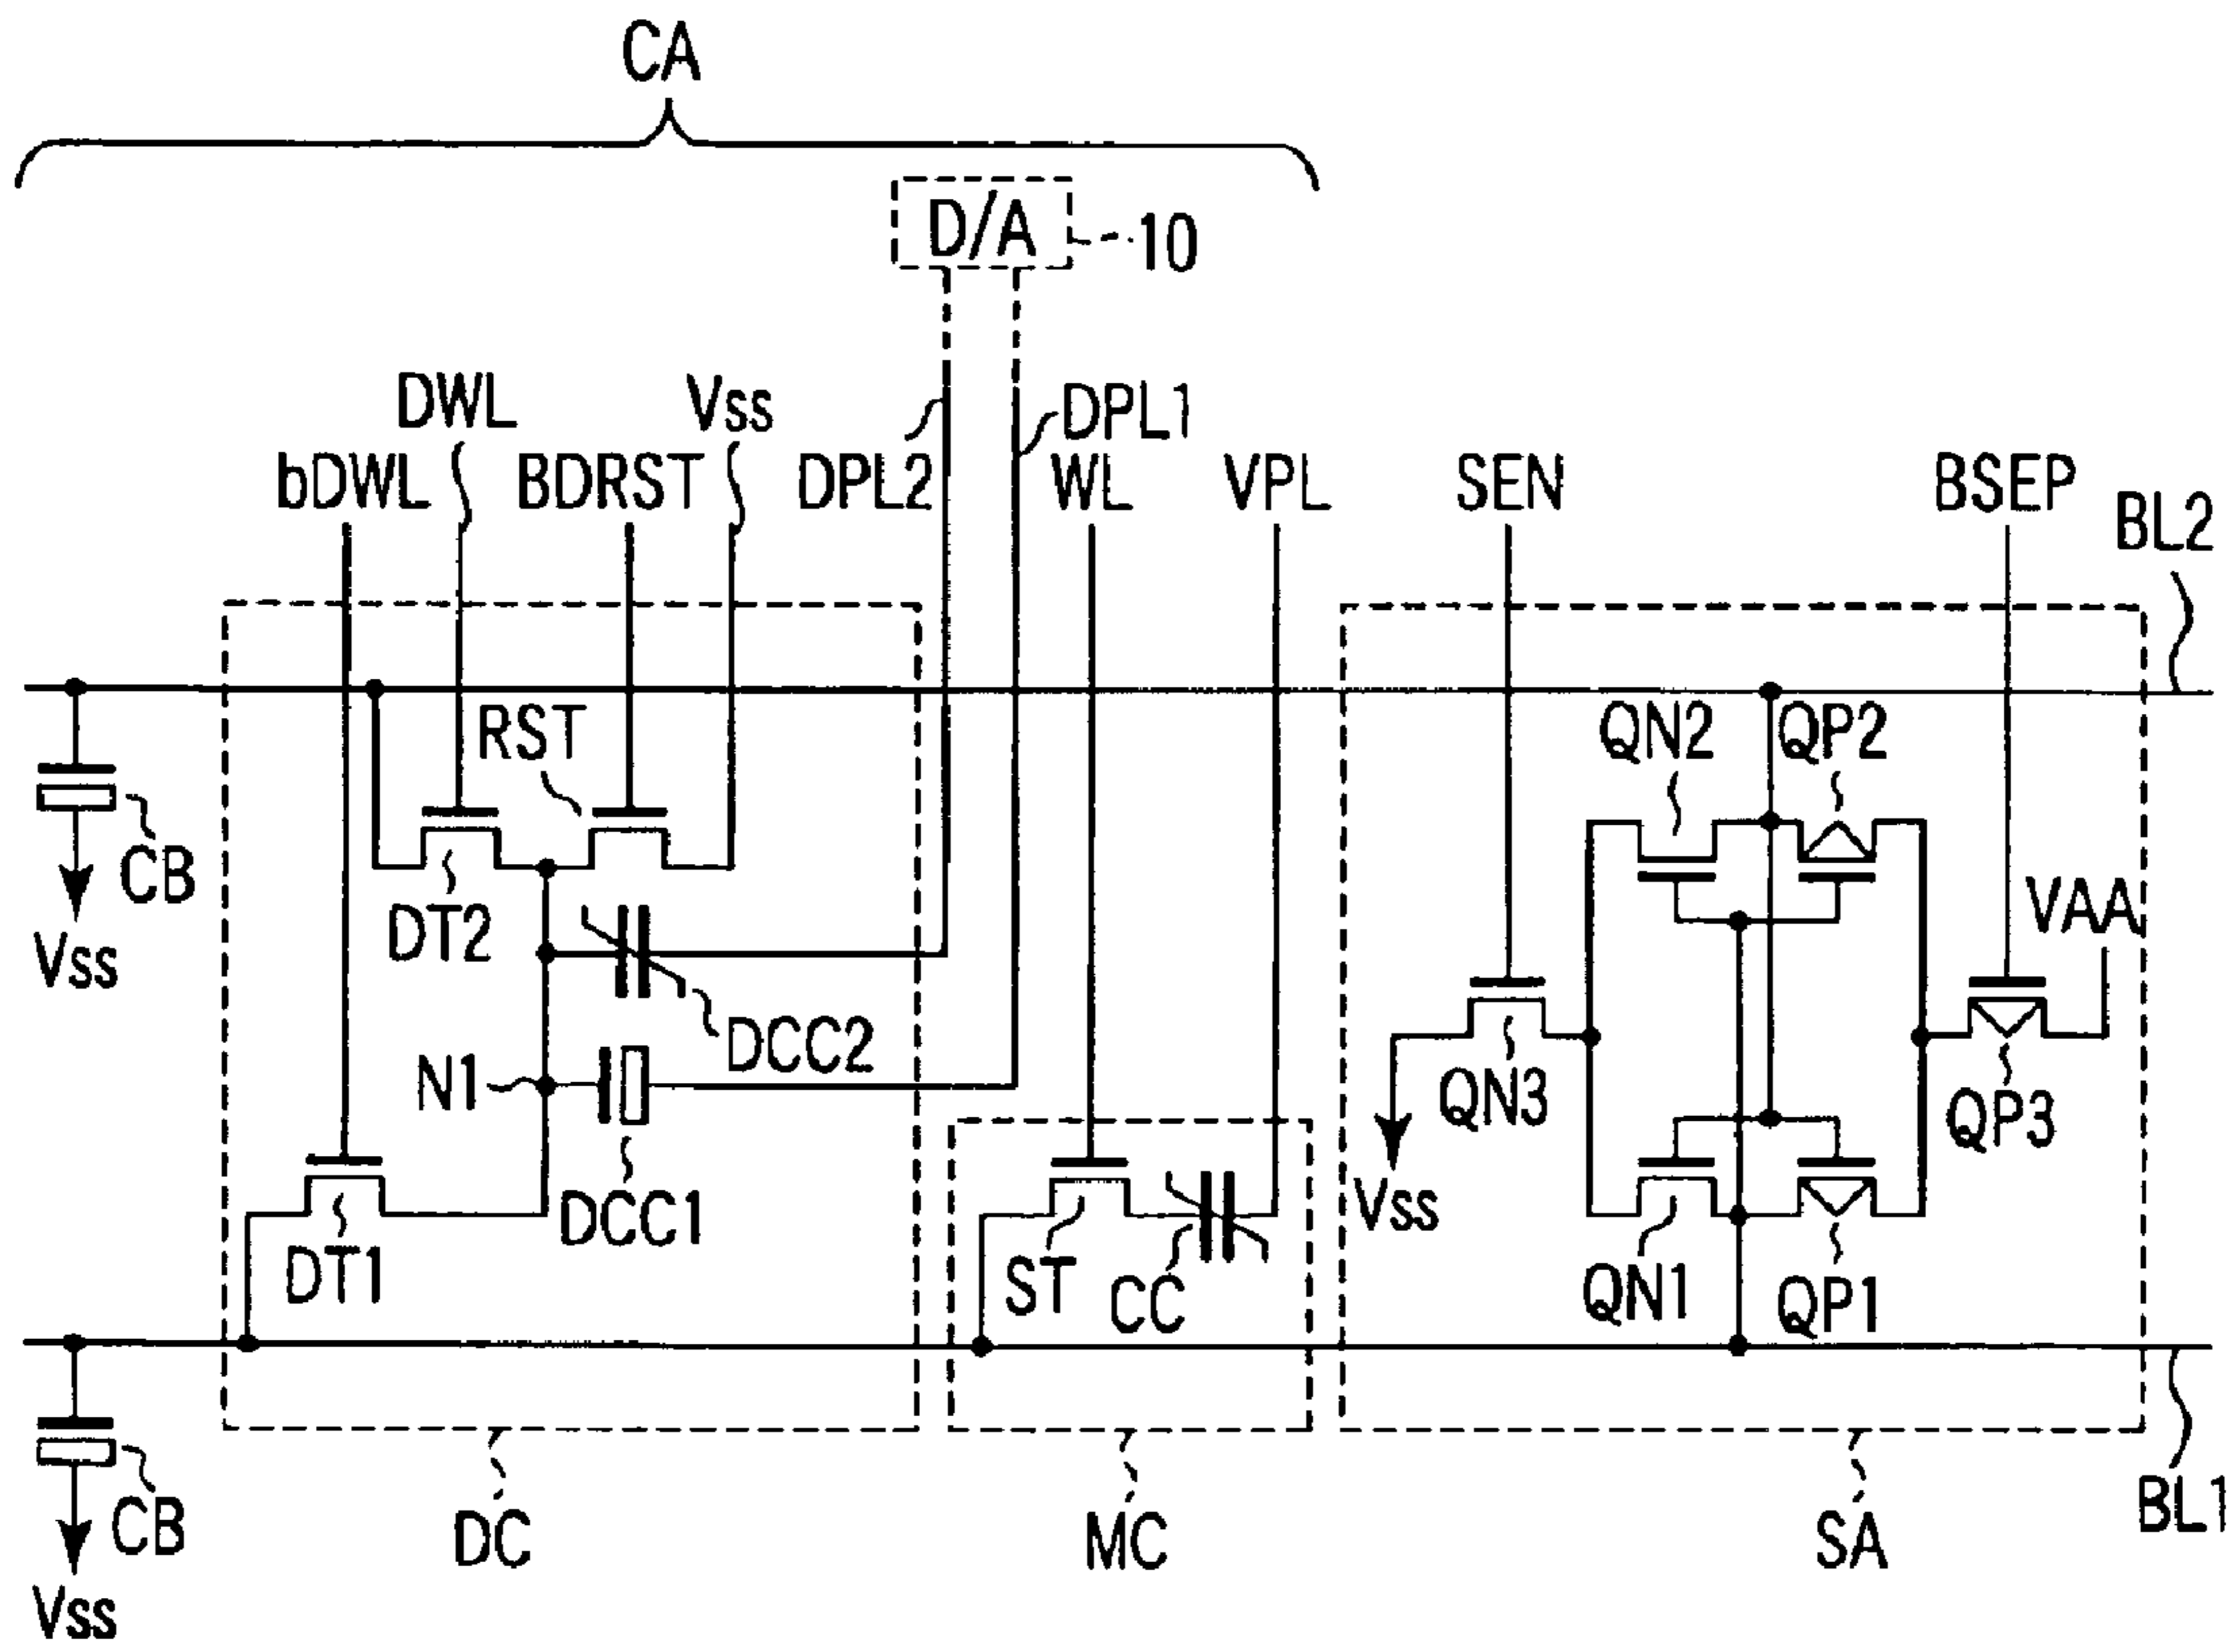 CA
D/A
10
DWL
Vss
DPL1
bDWL
BDRST
DPL2
WL
VPL
SEN
BSEP
BL2
RST
QN2
QP2
CB
DT2
VAA
Vss
DCC2
N1
QN3
QP3
DCC1
Vss
DT1
ST
CC
QN1
QP1
CB
DC
MC
SA
BL1
Vss